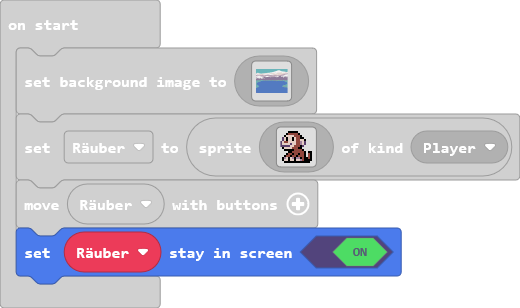 on start
set background image to
set Räuber to sprite of kind Player
move Räuber with buttons
set Räuber stay in screen ON